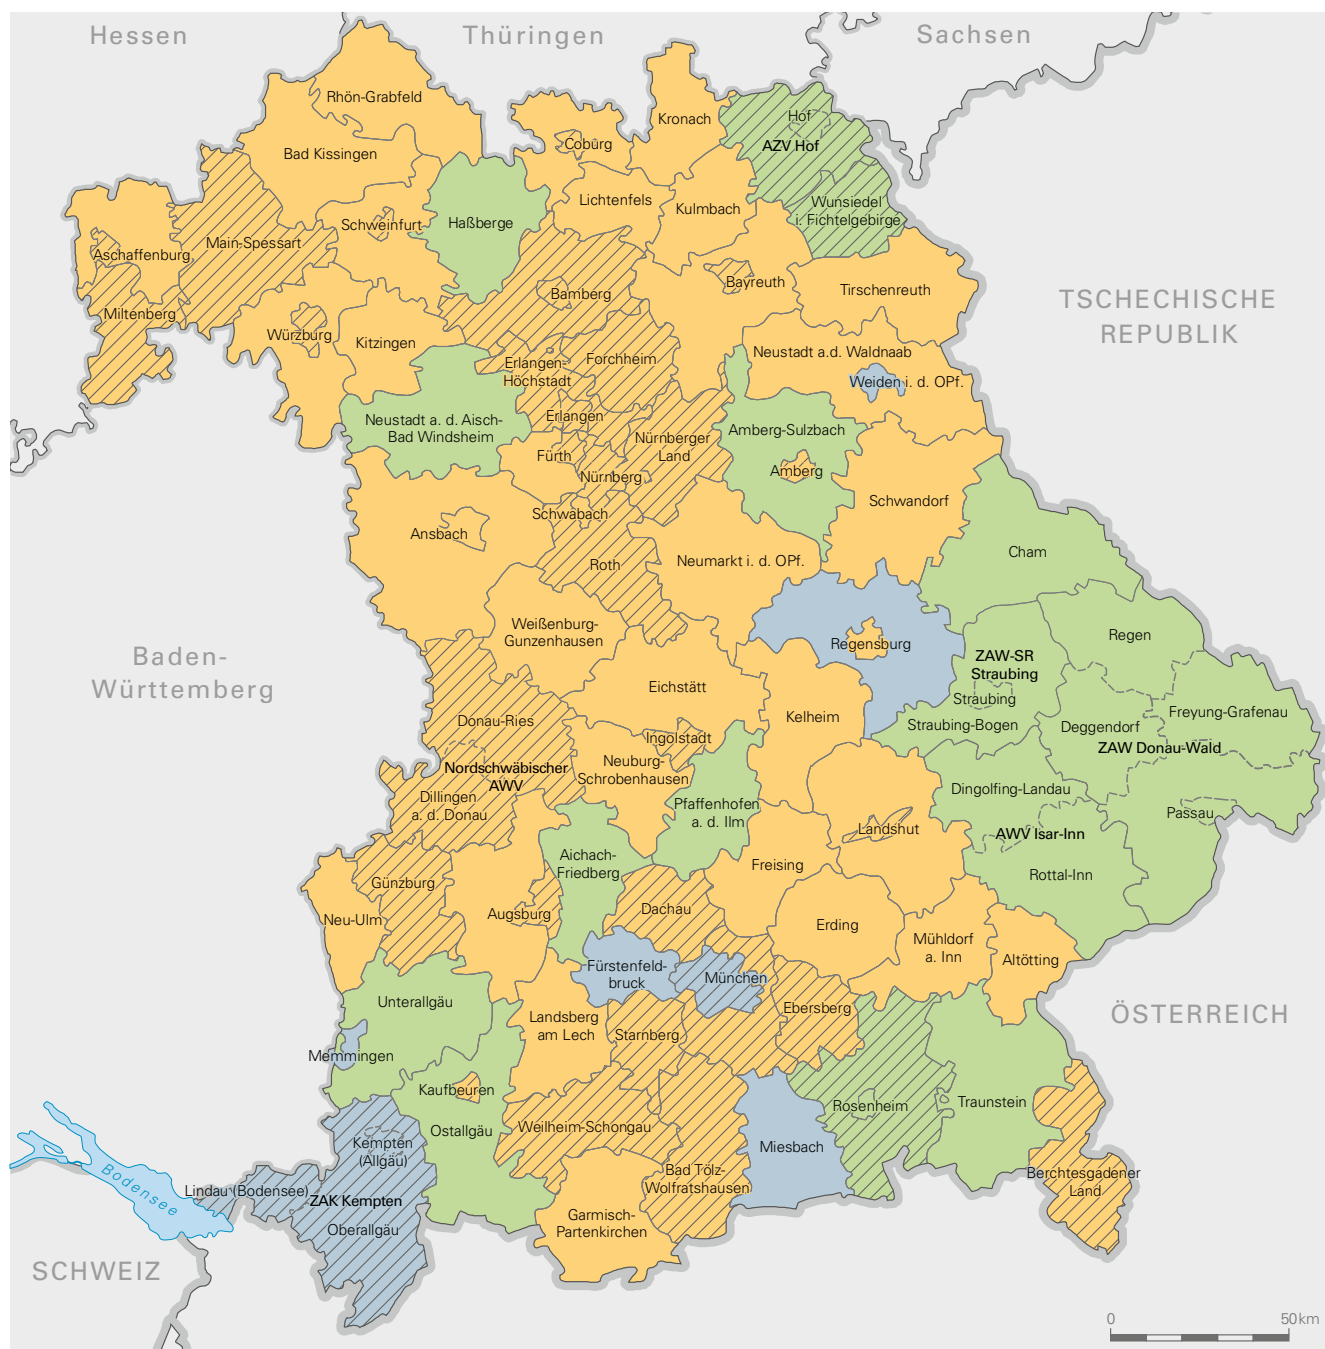 Hessen
Thüringen
Sachsen
Rhön-Grabfeld
Kronach
Hof
Coburg
AZV Hof
Bad Kissingen
Lichtenfels
Kulmbach
Wunsiedel
i. Fichtelgebirge
Schweinfurt
Haßberge
Main-Spessart
Aschaffenburg
Bayreuth
Tirschenreuth
Bamberg
TSCHECHISCHE
REPUBLIK
Miltenberg
Würzburg
Kitzingen
Erlangen-
Höchstadt
Forchheim
Neustadt a.d. Waldnaab
Weiden i. d. OPf.
Neustadt a. d. Aisch-
Bad Windsheim
Erlangen
Nürnberger
Land
Amberg-Sulzbach
Fürth
Nürnberg
Amberg
Schwandorf
Schwabach
Ansbach
Roth
Neumarkt i. d. OPf.
Cham
Weißenburg-
Gunzenhausen
Regensburg
Regen
Baden-
Württemberg
ZAW-SR
Straubing
Eichstätt
Straubing
Donau-Ries
Kelheim
Straubing-Bogen
Deggendorf
Freyung-Grafenau
Ingolstadt
ZAW Donau-Wald
Nordschwäbischer
AWV
Neuburg-
Schrobenhausen
Dillingen
a. d. Donau
Pfaffenhofen
a. d. Ilm
Dingolfing-Landau
Passau
Landshut
AWV Isar-Inn
Aichach-
Friedberg
Freising
Rottal-Inn
Günzburg
Neu-Ulm
Augsburg
Dachau
Erding
Mühldorf
a. Inn
Altötting
Fürstenfeld-
bruck
München
Unterallgäu
Ebersberg
ÖSTERREICH
Landsberg
am Lech
Starnberg
Memmingen
Kaufbeuren
Rosenheim
Traunstein
Ostallgäu
Weilheim-Schongau
Miesbach
Kempten
(Allgäu)
Bad Tölz-
Wolfratshausen
Berchtesgadener
Land
Bodensee
Lindau (Bodensee)
ZAK Kempten
Oberallgäu
Garmisch-
Partenkirchen
SCHWEIZ
0 50 km